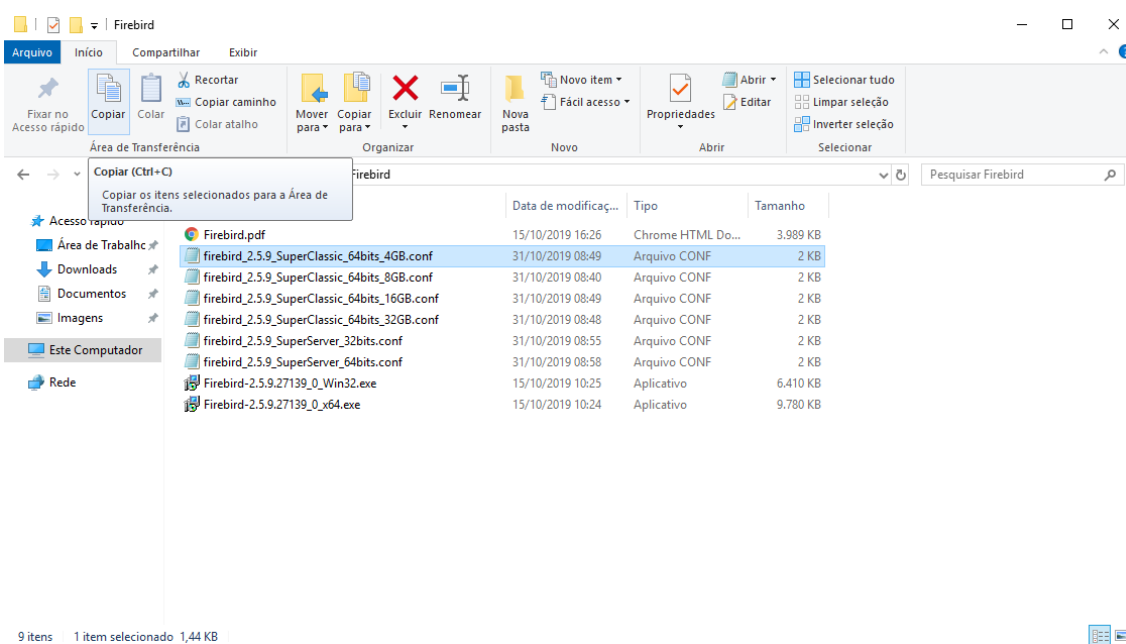 Firebird
Arquivo Início Compartilhar Exibir
Fixar no
Acesso rápido
Copiar
Colar
Recortar
Copiar caminho
Colar atalho
Área de Transferência
Mover
para
Copiar
para
Excluir
Renomear
Organizar
Nova
pasta
Novo item
Fácil acesso
Novo
Propriedades
Abrir
Editar
Abrir
Selecionar tudo
Limpar seleção
Inverter seleção
Selecionar
Copiar (Ctrl+C)
Copiar os itens selecionados para a Área de
Transferência.
Firebird
Pesquisar Firebird
Data de modificaç... Tipo Tamanho
Acesso rápido
Área de Trabalhc
Downloads
Documentos
Imagens
Este Computador
Rede
Firebird.pdf 15/10/2019 16:26 Chrome HTML Do... 3.989 KB
firebird_2.5.9_SuperClassic_64bits_4GB.conf 31/10/2019 08:49 Arquivo CONF 2 KB
firebird_2.5.9_SuperClassic_64bits_8GB.conf 31/10/2019 08:40 Arquivo CONF 2 KB
firebird_2.5.9_SuperClassic_64bits_16GB.conf 31/10/2019 08:49 Arquivo CONF 2 KB
firebird_2.5.9_SuperClassic_64bits_32GB.conf 31/10/2019 08:48 Arquivo CONF 2 KB
firebird_2.5.9_SuperServer_32bits.conf 31/10/2019 08:55 Arquivo CONF 2 KB
firebird_2.5.9_SuperServer_64bits.conf 31/10/2019 08:58 Arquivo CONF 2 KB
Firebird-2.5.9.27139_0_Win32.exe 15/10/2019 10:25 Aplicativo 6.410 KB
Firebird-2.5.9.27139_0_x64.exe 15/10/2019 10:24 Aplicativo 9.780 KB
9 itens 1 item selecionado 1,44 KB